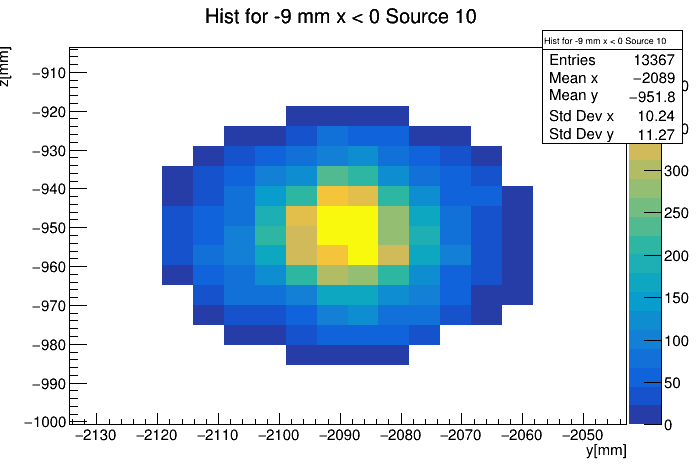 Hist for -9 mm x < 0 Source 10
z[mm]
Hist for -9 mm x < 0 Source 10
Entries 13367
Mean x −2089
Mean y −951.8
Std Dev x 10.24
Std Dev y 11.27
−910
−920
−930
−940
−950
−960
−970
−980
−990
−1000
−2130 −2120 −2110 −2100 −2090 −2080 −2070 −2060 −2050
y[mm]
300
250
200
150
100
50
0